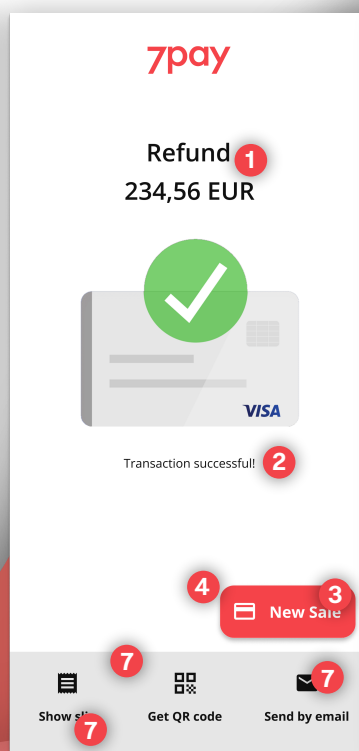 7pay
Refund 1
234,56 EUR
VISA
Transaction successful! 2
4
3
New Sale
7
7
Show slip
7
Get QR code
Send by email